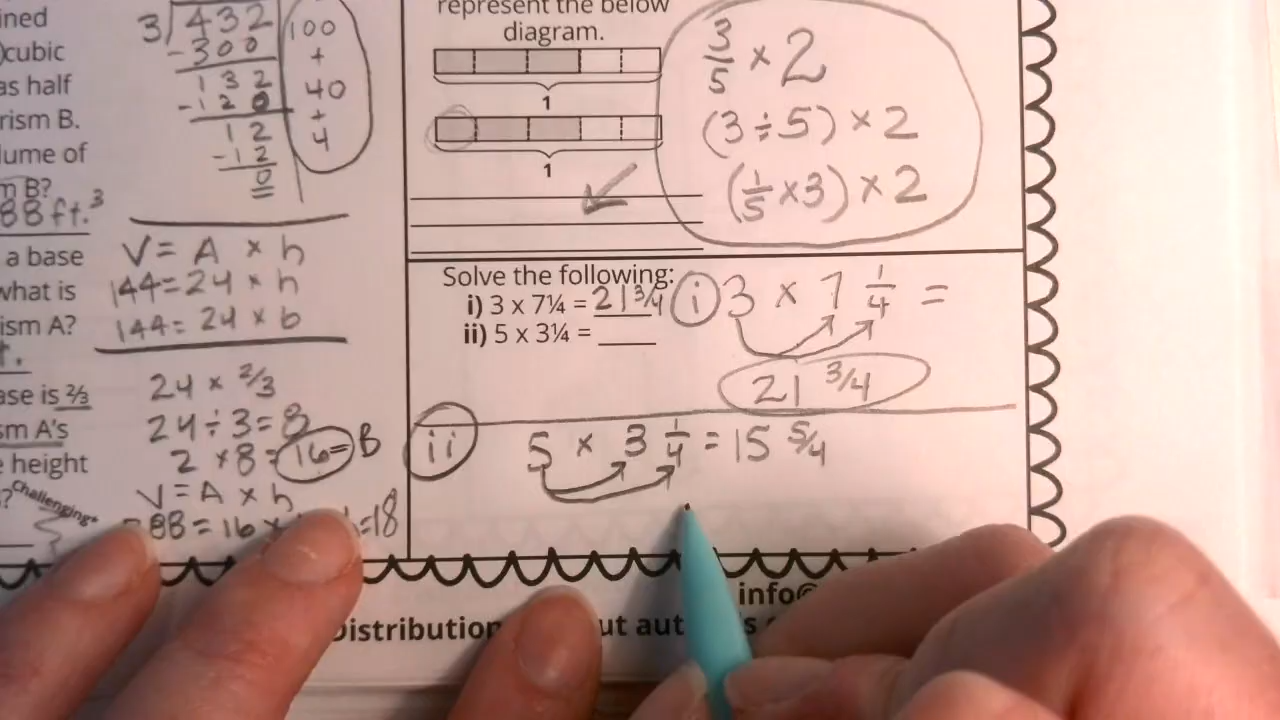 ined
cubic
as half
rism B.
lume of
m B?
88 ft.³
a base
what is
ism A?
t.
ase is ⅔
sm A's
e height
?
Challenging*
3 432
-300
132
-120
12
-12
0
100
+
40
+
4
V = A × h
144 = 24 × h
144 = 24 × 6
24 × 2/3
24 ÷ 3 = 8
2 × 8 = 16 = B
V = A × h
88 = 16 ×
=18
represent the below
diagram.
1
1
3/5 × 2
(3 ÷ 5) × 2
(1/5 × 3) × 2
Solve the following:
i) 3 x 7¼ = 21 3/4
ii) 5 x 3¼ = ____
i 3 × 7 1/4 =
21 3/4
ii 5 × 3 1/4 = 15 5/4
info@
Distribution
ut aut
s